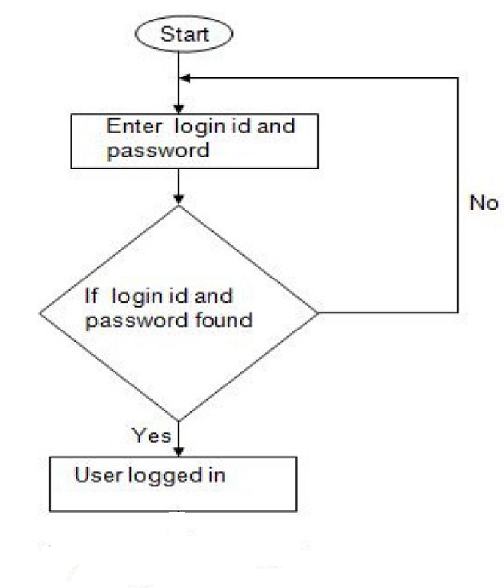 Start
Enter login id and
password
No
If login id and
password found
Yes
User logged in